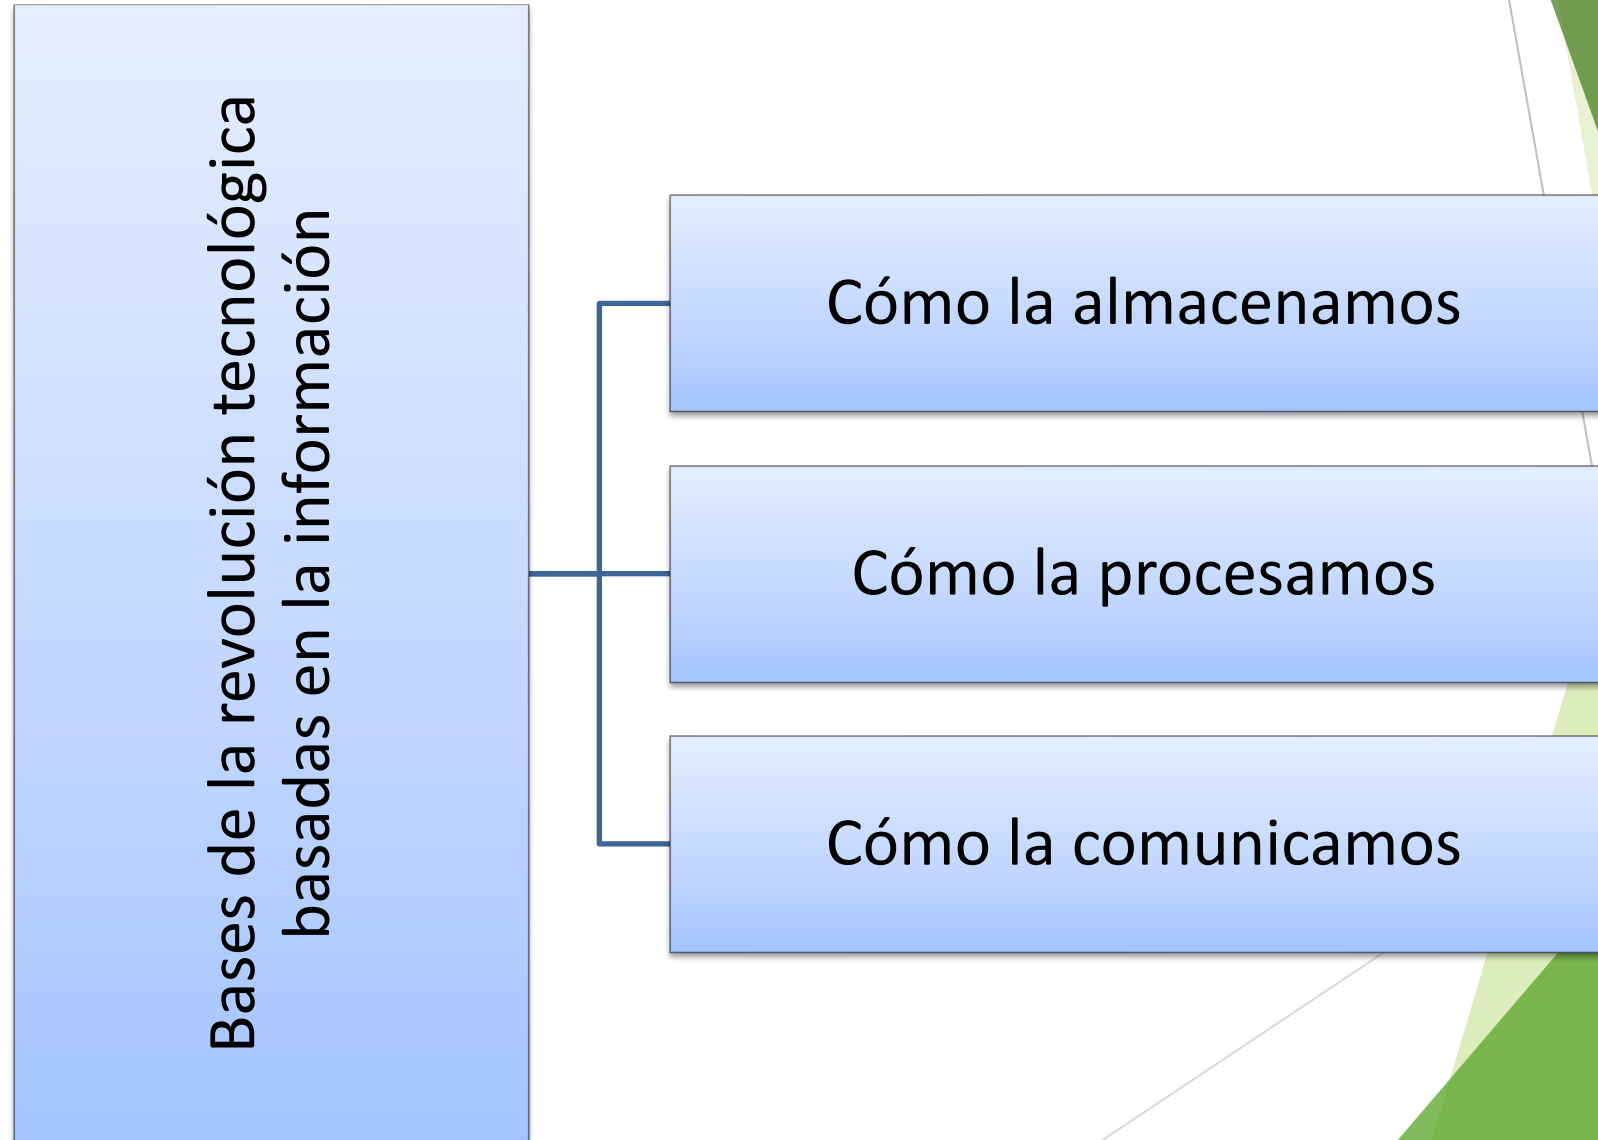 Bases de la revolución tecnológica
basadas en la información
Cómo la almacenamos
Cómo la procesamos
Cómo la comunicamos